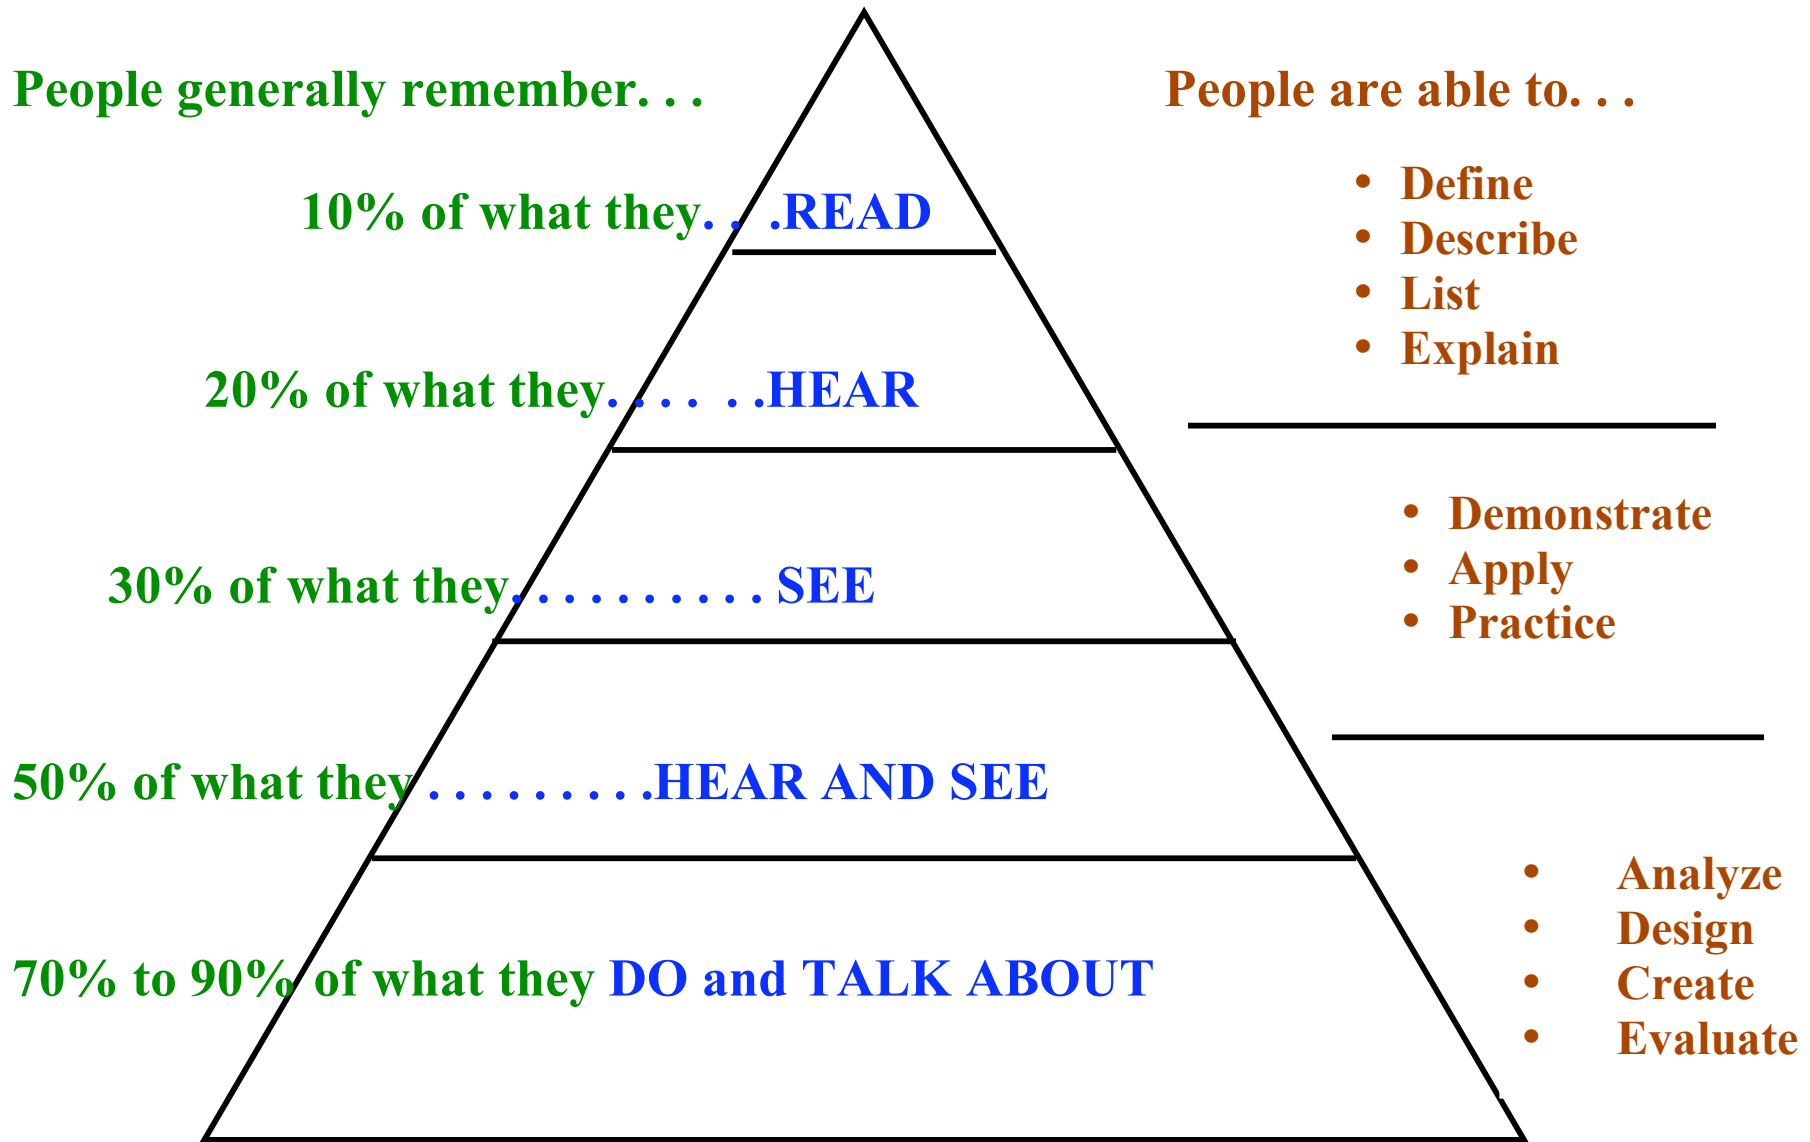 People generally remember. . .
People are able to. . .
10% of what they. . .READ
• Define
• Describe
• List
• Explain
20% of what they. . . . . .HEAR
30% of what they. . . . . . . . . . SEE
• Demonstrate
• Apply
• Practice
50% of what they . . . . . . . . .HEAR AND SEE
70% to 90% of what they DO and TALK ABOUT
• Analyze
• Design
• Create
• Evaluate